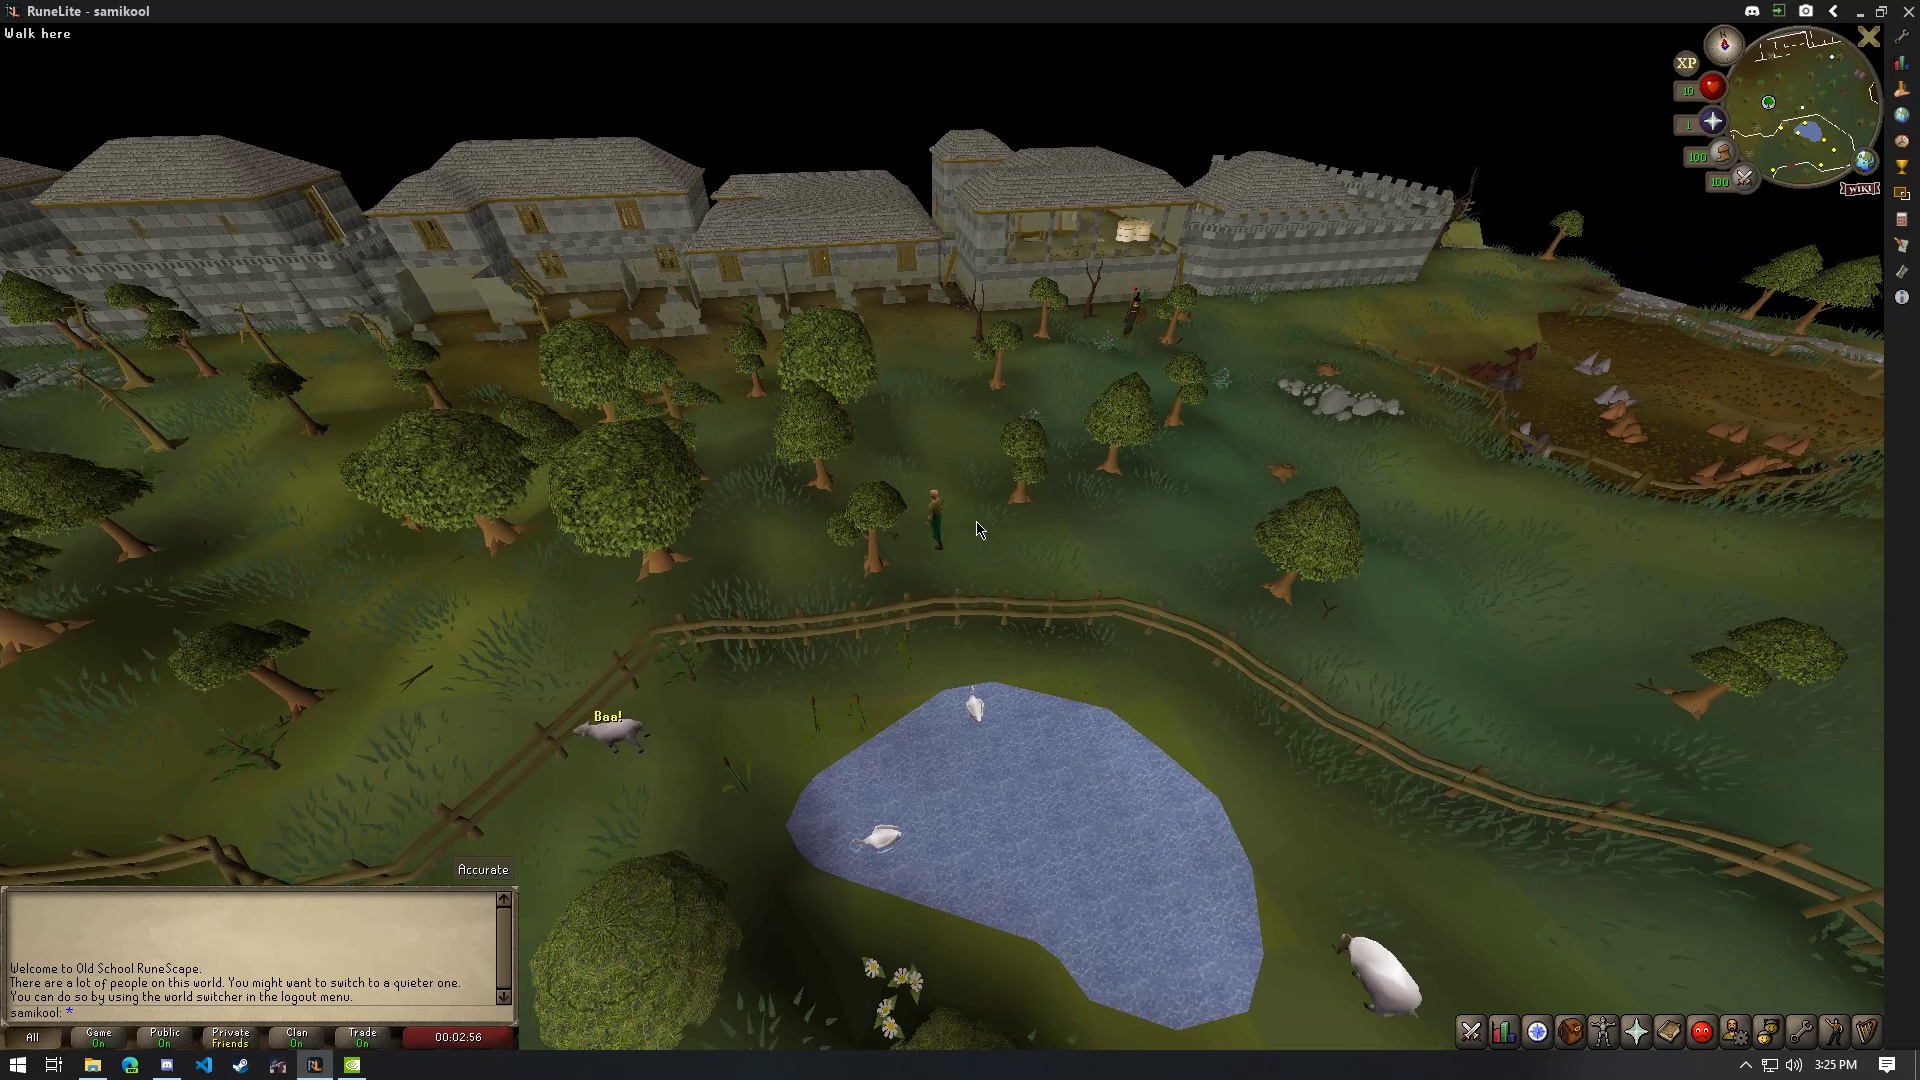 RuneLite - samikool
Walk here
N
XP
10
1
100
100
WIKI
Baa!
Accurate
Welcome to Old School RuneScape.
There are a lot of people on this world. You might want to switch to a quieter one.
You can do so by using the world switcher in the logout menu.
samikool: *
All
Game
On
Public
On
Private
Friends
Clan
On
Trade
On
00:02:56
3:25 PM